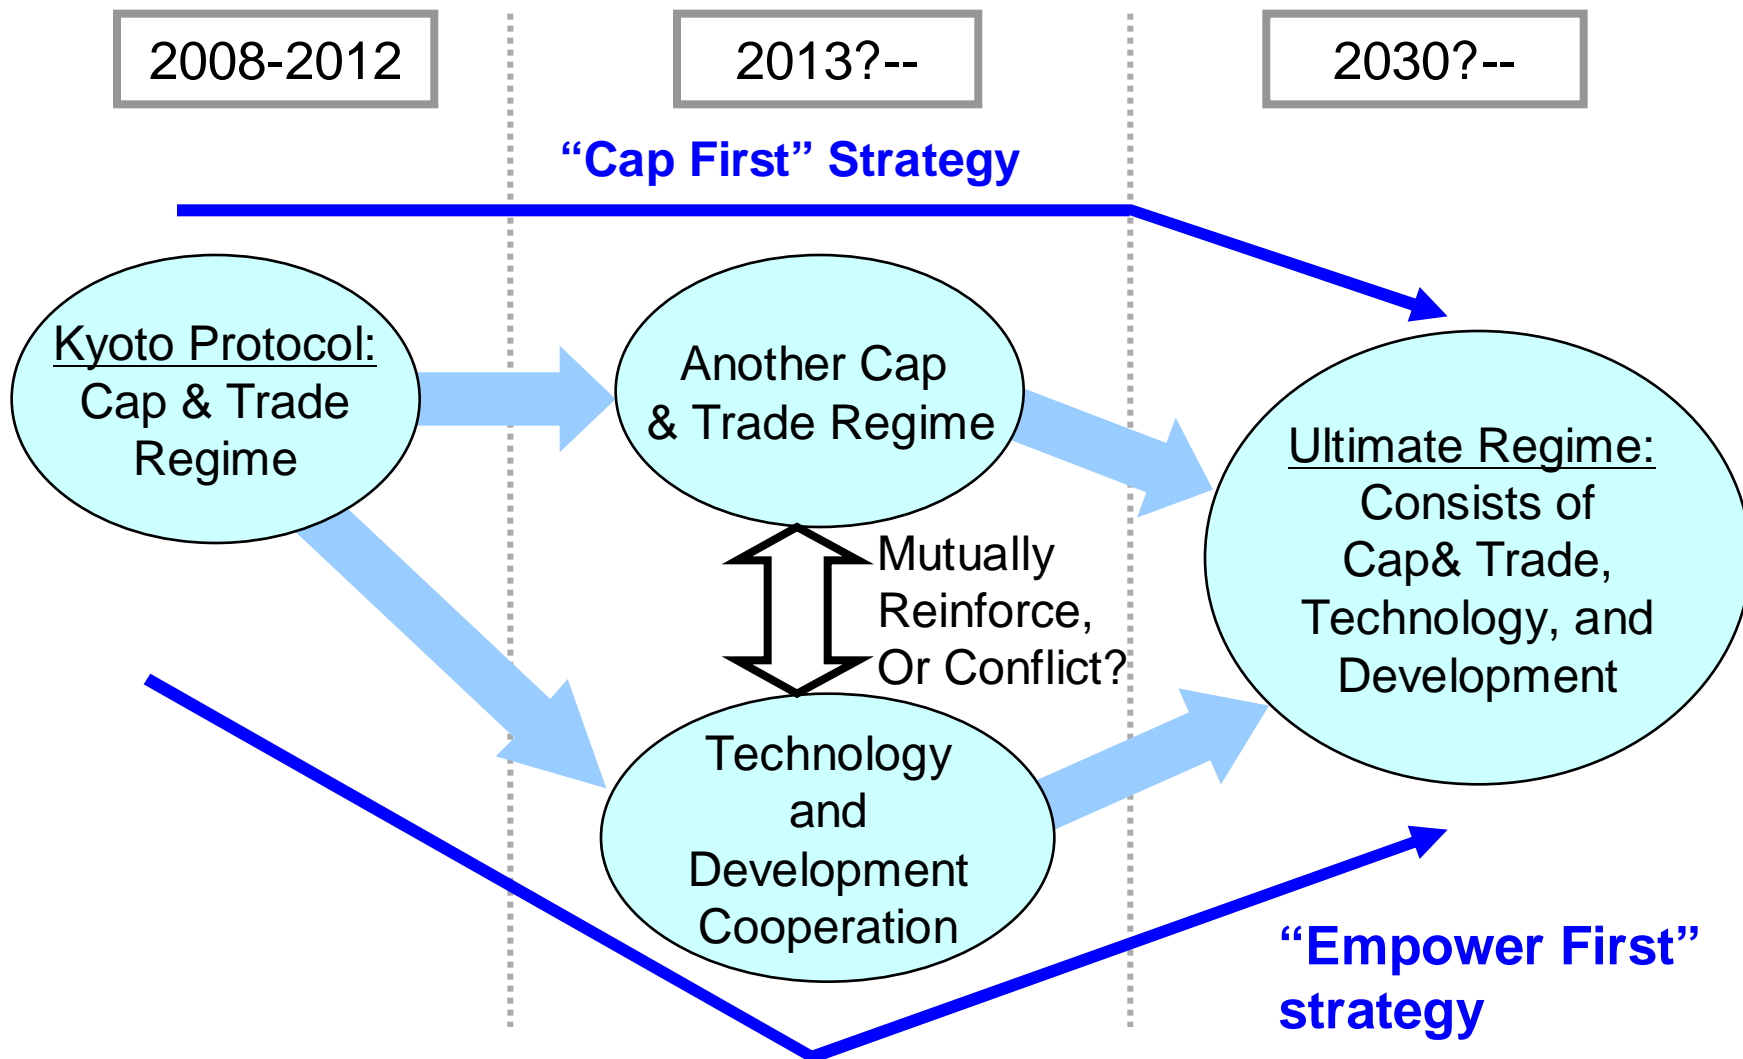 2008-2012
2013?--
2030?--
“Cap First” Strategy
Kyoto Protocol:
Cap & Trade
Regime
Another Cap
& Trade Regime
Ultimate Regime:
Consists of
Cap& Trade,
Technology, and
Development
Mutually
Reinforce,
Or Conflict?
Technology
and
Development
Cooperation
“Empower First”
strategy